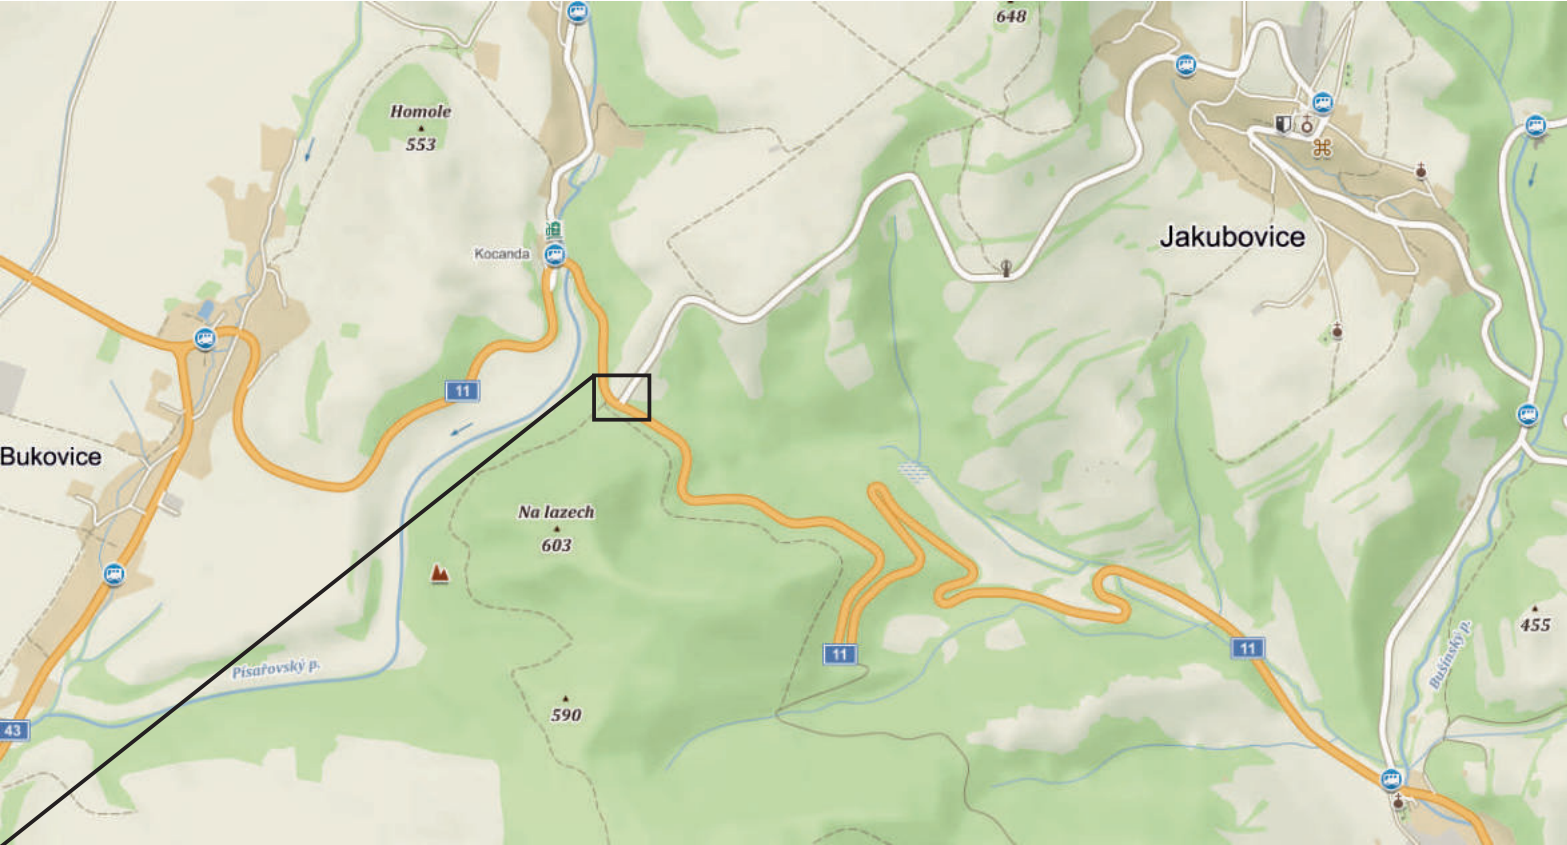 648
Homole
553
Jakubovice
Kocanda
11
Bukovice
Na lazech
603
455
11
11
Bušínský p.
Písařovský p.
590
43